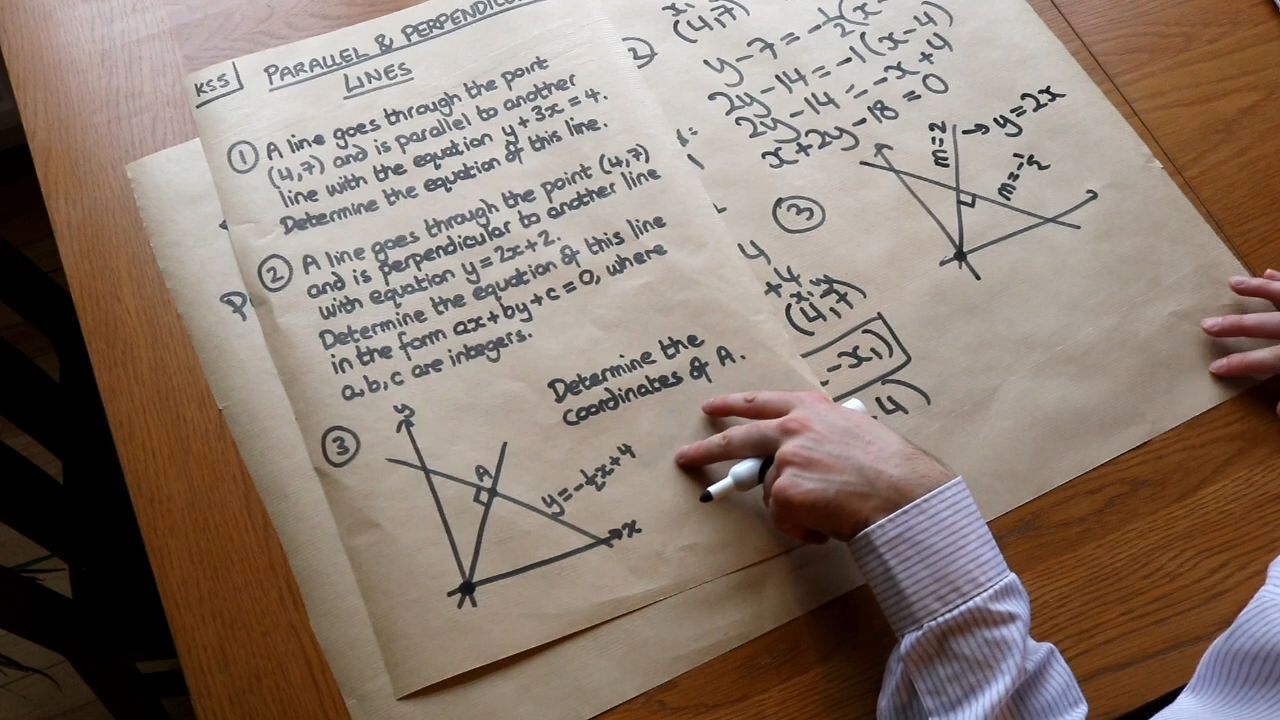 KS5
PARALLEL & PERPENDICU
LINES
① A line goes through the point
(4,7) and is parallel to another
line with the equation y+3x=4.
Determine the equation of this line.
② A line goes through the point (4,7)
and is perpendicular to another line
with equation y=2x+2.
Determine the equation of this line
in the form ax+by+c=0, where
a,b,c are integers.
③
Determine the
coordinates of A.
y
A
y=-½x+4
x
P
2)
x, y
(4,7)
y-7=-½(x-
2y-14=-1(x-4)
2y-14=-x+4
x+2y-18=0
③
m=2
y=2x
m=-½
4
+4
x, y
(4,7)
-x₁)
4)